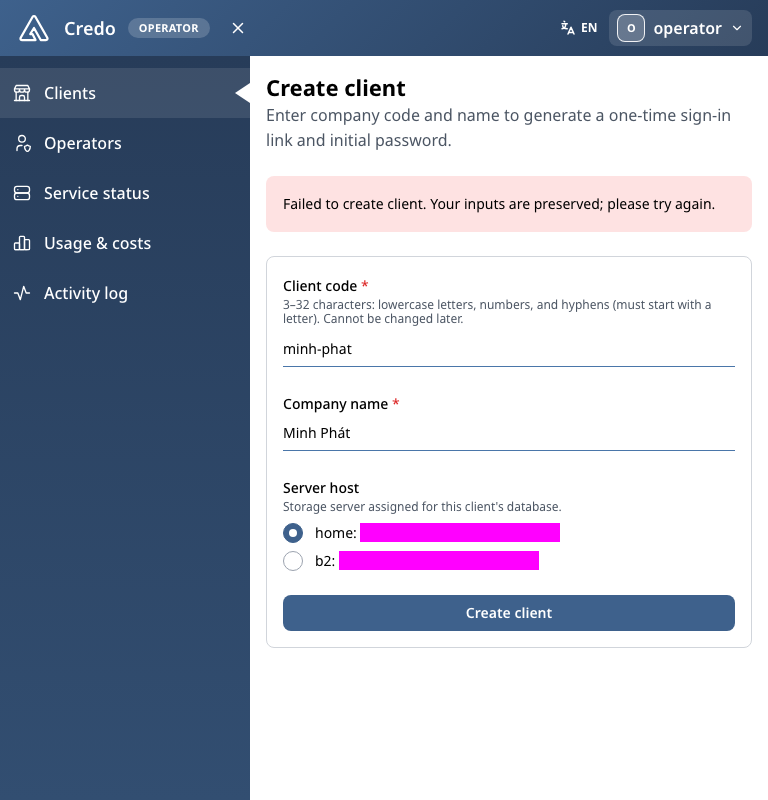 Credo
OPERATOR
EN
O
operator
Clients
Operators
Service status
Usage & costs
Activity log
Create client
Enter company code and name to generate a one-time sign-in
link and initial password.
Failed to create client. Your inputs are preserved; please try again.
Client code *
3–32 characters: lowercase letters, numbers, and hyphens (must start with a
letter). Cannot be changed later.
minh-phat
Company name *
Minh Phát
Server host
Storage server assigned for this client's database.
home:
b2:
Create client